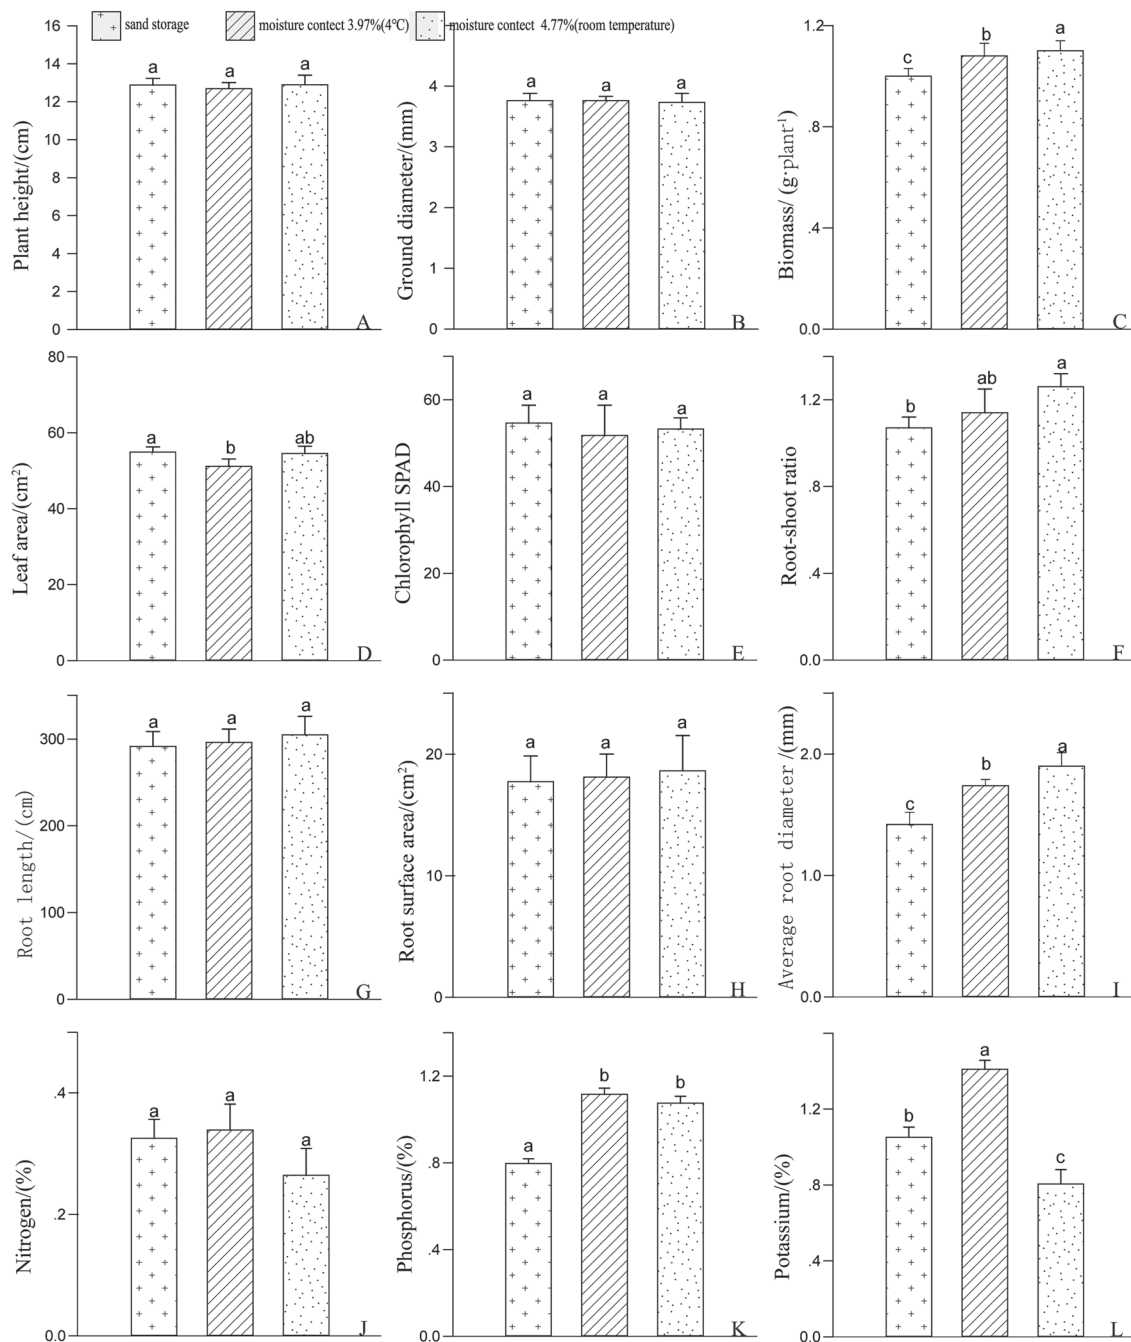 sand storage
moisture contect 3.97%(4℃)
moisture contect 4.77%(room temperature)
Plant height/(cm)
16
14
12
10
8
6
4
2
0
a
a
a
A
Ground diameter/(mm)
6
4
2
0
a
a
a
B
Biomass/ (g·plant⁻¹)
1.2
.8
.4
0.0
c
b
a
C
Leaf area/(cm²)
80
60
40
20
0
a
b
ab
D
Chlorophyll SPAD
60
40
20
0
a
a
a
E
Root-shoot ratio
1.2
.8
.4
0.0
b
ab
a
F
Root length/(cm)
300
200
100
0
a
a
a
G
Root surface area/(cm²)
20
10
0
a
a
a
H
Average root diameter/(mm)
2.0
1.0
0.0
c
b
a
I
Nitrogen/(%)
.4
.2
0.0
a
a
a
J
Phosphorus/(%)
1.2
.8
.4
0.0
a
b
b
K
Potassium/(%)
1.2
.8
.4
0.0
b
a
c
L